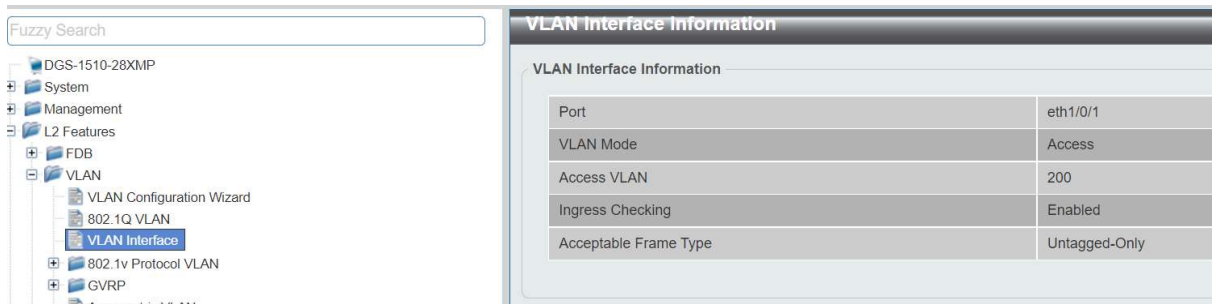 Fuzzy Search
DGS-1510-28XMP
System
Management
L2 Features
FDB
VLAN
VLAN Configuration Wizard
802.1Q VLAN
VLAN Interface
802.1v Protocol VLAN
GVRP
VLAN Interface Information
VLAN Interface Information
Port eth1/0/1
VLAN Mode Access
Access VLAN 200
Ingress Checking Enabled
Acceptable Frame Type Untagged-Only